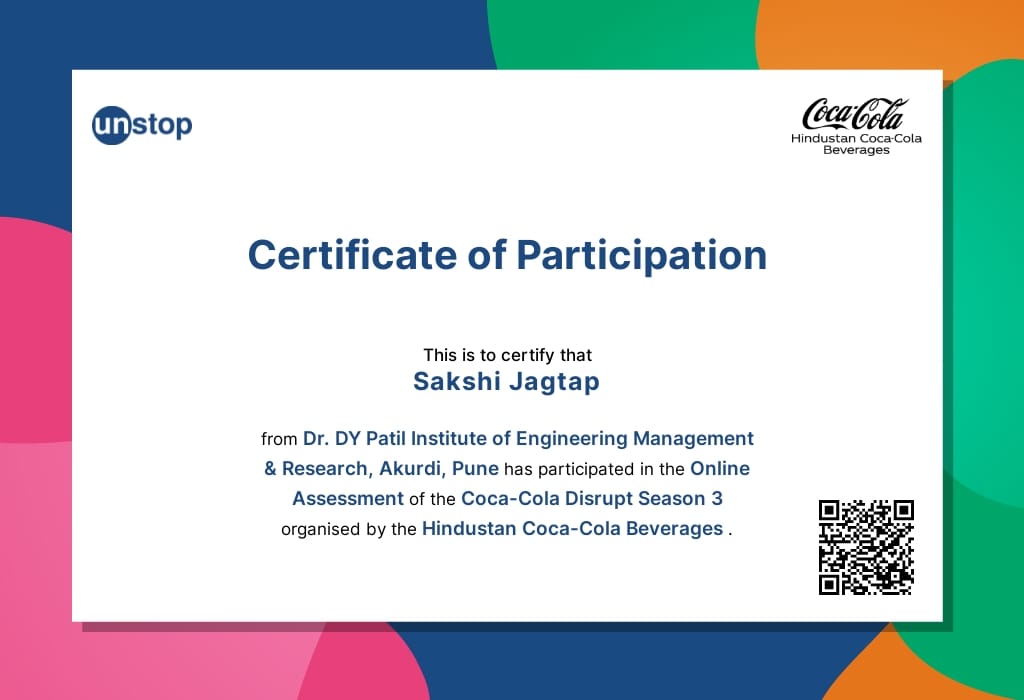 unstop
Coca-Cola
Hindustan Coca-Cola
Beverages
Certificate of Participation
This is to certify that
Sakshi Jagtap
from Dr. DY Patil Institute of Engineering Management
& Research, Akurdi, Pune has participated in the Online
Assessment of the Coca-Cola Disrupt Season 3
organised by the Hindustan Coca-Cola Beverages .